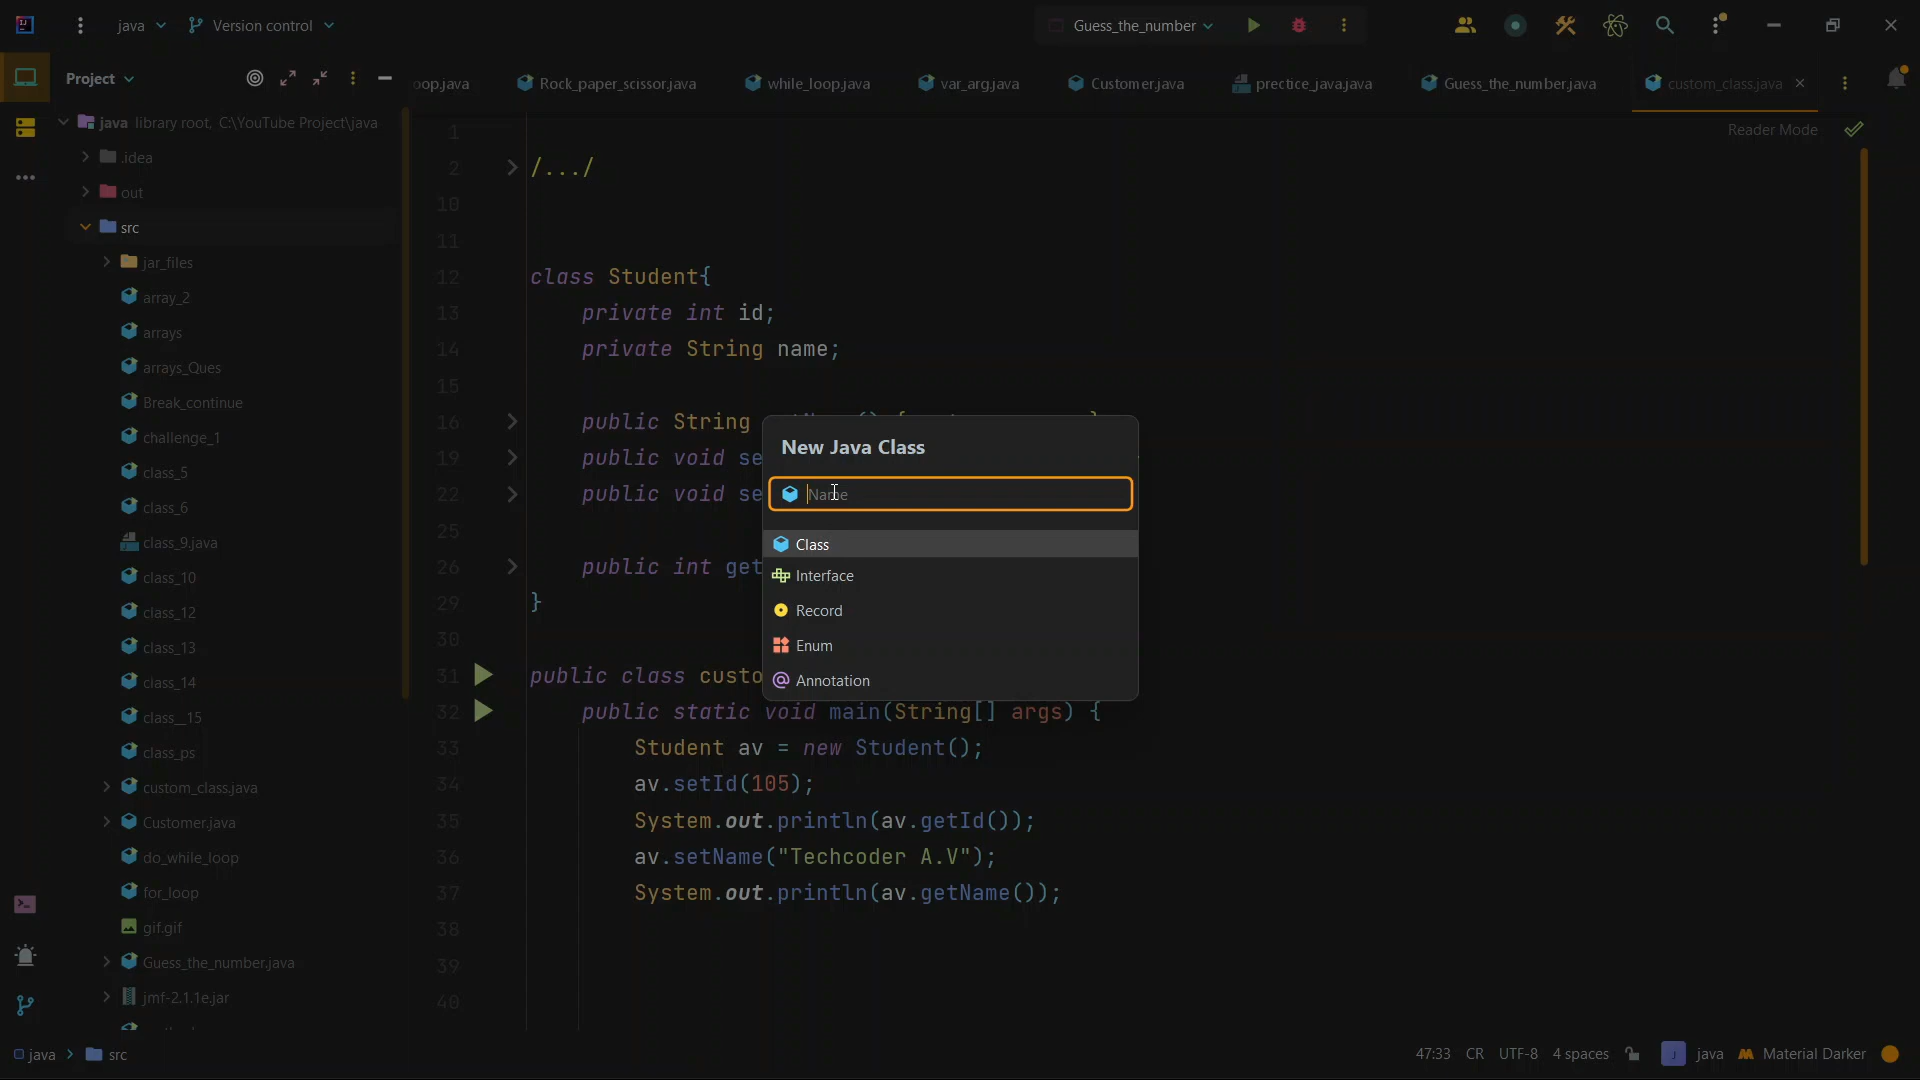 java
Version control
Guess_the_number
Project
oop.java
Rock_paper_scissor.java
while_loop.java
var_arg.java
Customer.java
prectice_java.java
Guess_the_number.java
custom_class.java
java library root, C:\YouTube Project\java
.idea
out
src
jar_files
array_2
arrays
arrays_Ques
Break_continue
challenge_1
class_5
class_6
class_9.java
class_10
class_12
class_13
class_14
class__15
class_ps
custom_class.java
Customer.java
do_while_loop
for_loop
gif.gif
Guess_the_number.java
jmf-2.1.1e.jar
Reader Mode
1
2 /.../
10
11
12 class Student{
13 private int id;
14 private String name;
15
16 public String
19 public void se
22 public void se
25
26 public int get
29 }
30
31 public class custo
32 public static void main(String[] args) {
33 Student av = new Student();
34 av.setId(105);
35 System.out.println(av.getId());
36 av.setName("Techcoder A.V");
37 System.out.println(av.getName());
38
39
40
New Java Class
Name
Class
Interface
Record
Enum
Annotation
java > src
47:33 CR UTF-8 4 spaces J java Material Darker